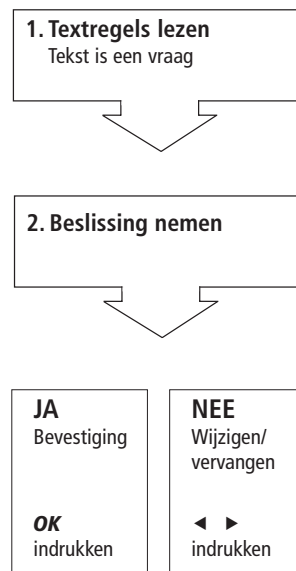 1. Textregels lezen
Tekst is een vraag
2. Beslissing nemen
JA
Bevestiging
OK
indrukken
NEE
Wijzigen/
vervangen
◄ ►
indrukken